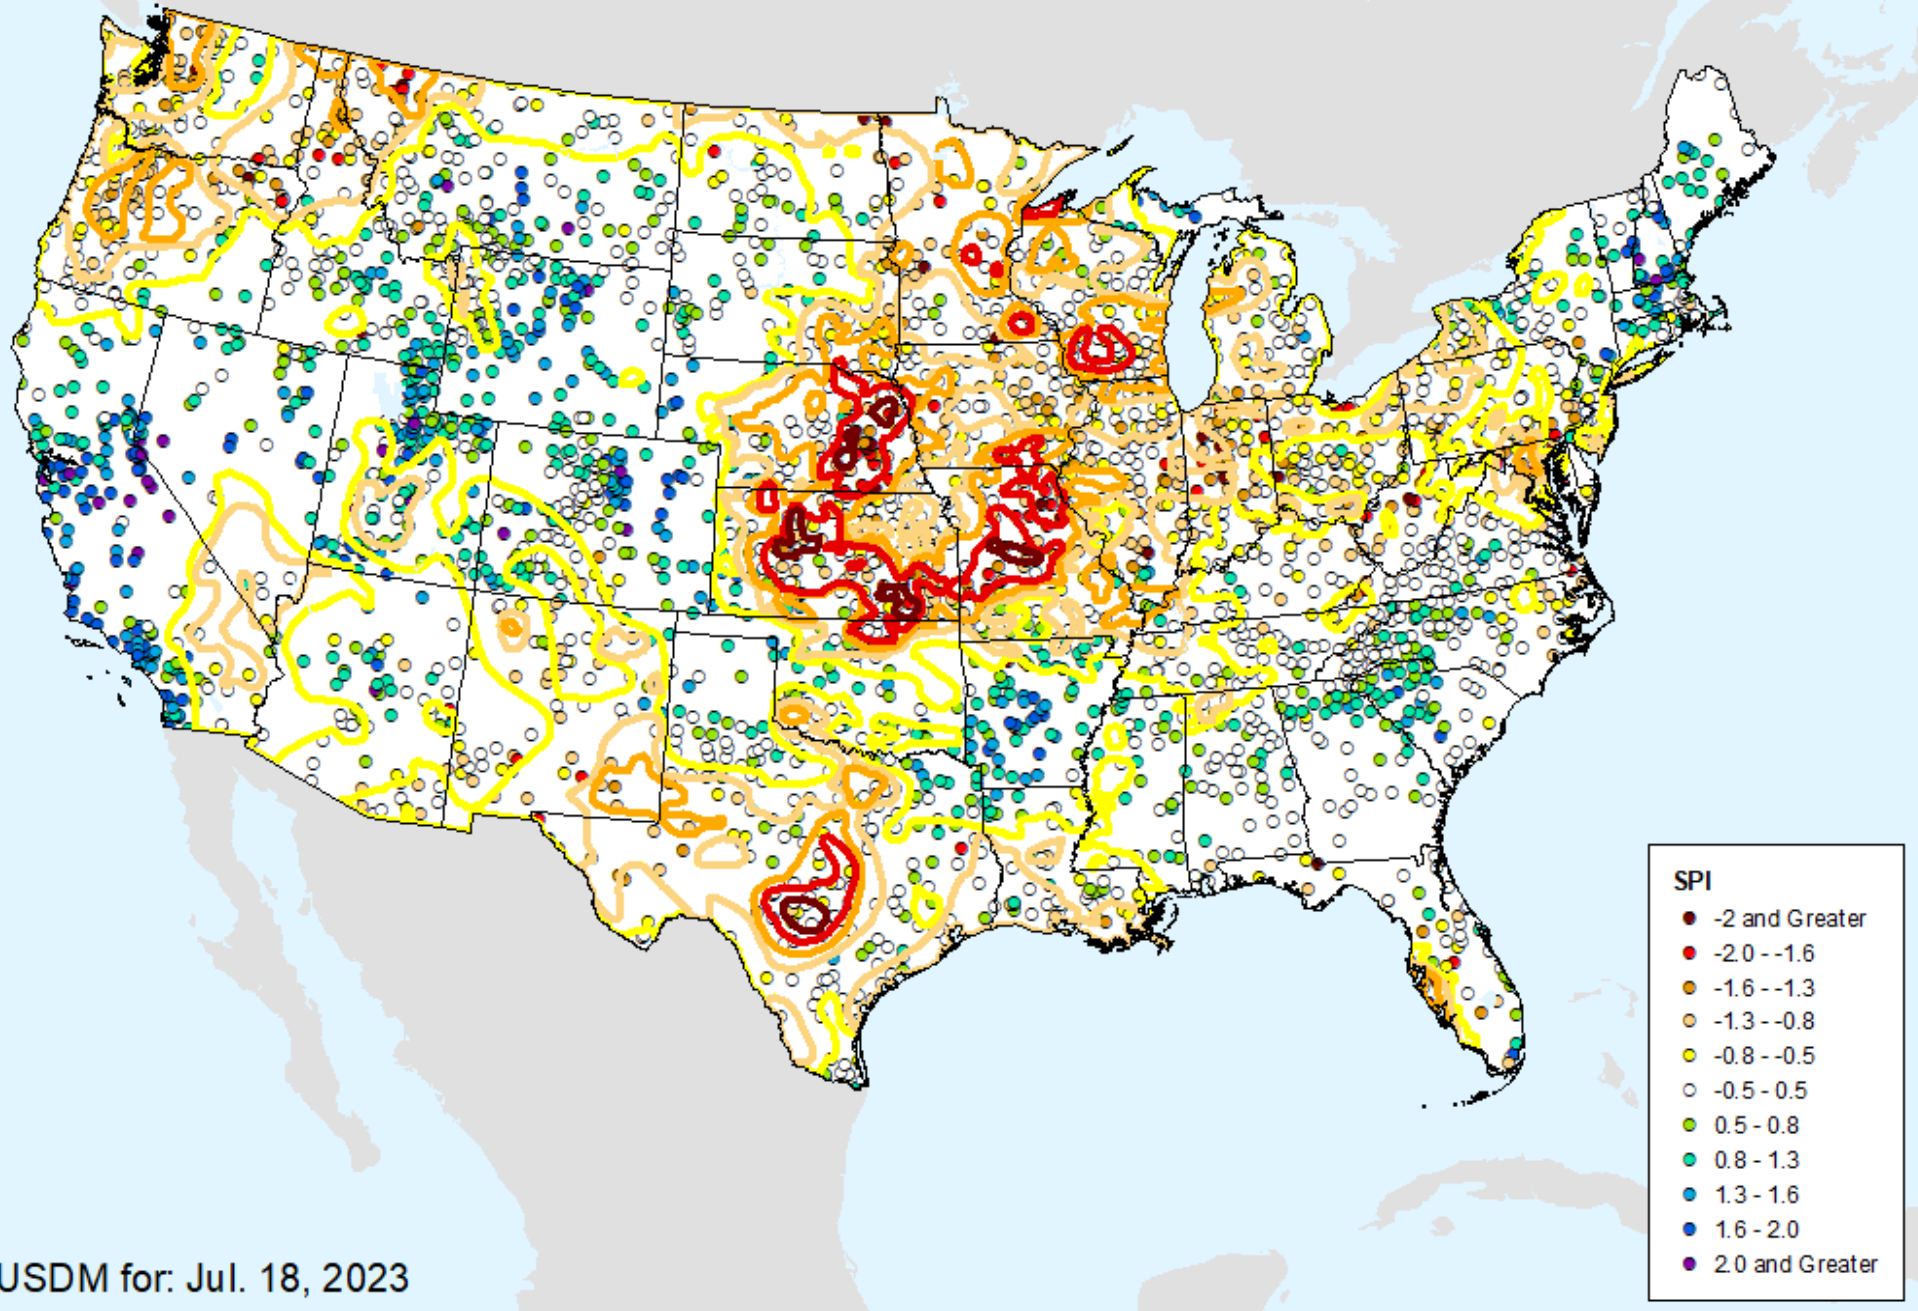 SPI
-2 and Greater
-2.0 - -1.6
-1.6 - -1.3
-1.3 - -0.8
-0.8 - -0.5
-0.5 - 0.5
0.5 - 0.8
0.8 - 1.3
1.3 - 1.6
1.6 - 2.0
2.0 and Greater
USDM for: Jul. 18, 2023